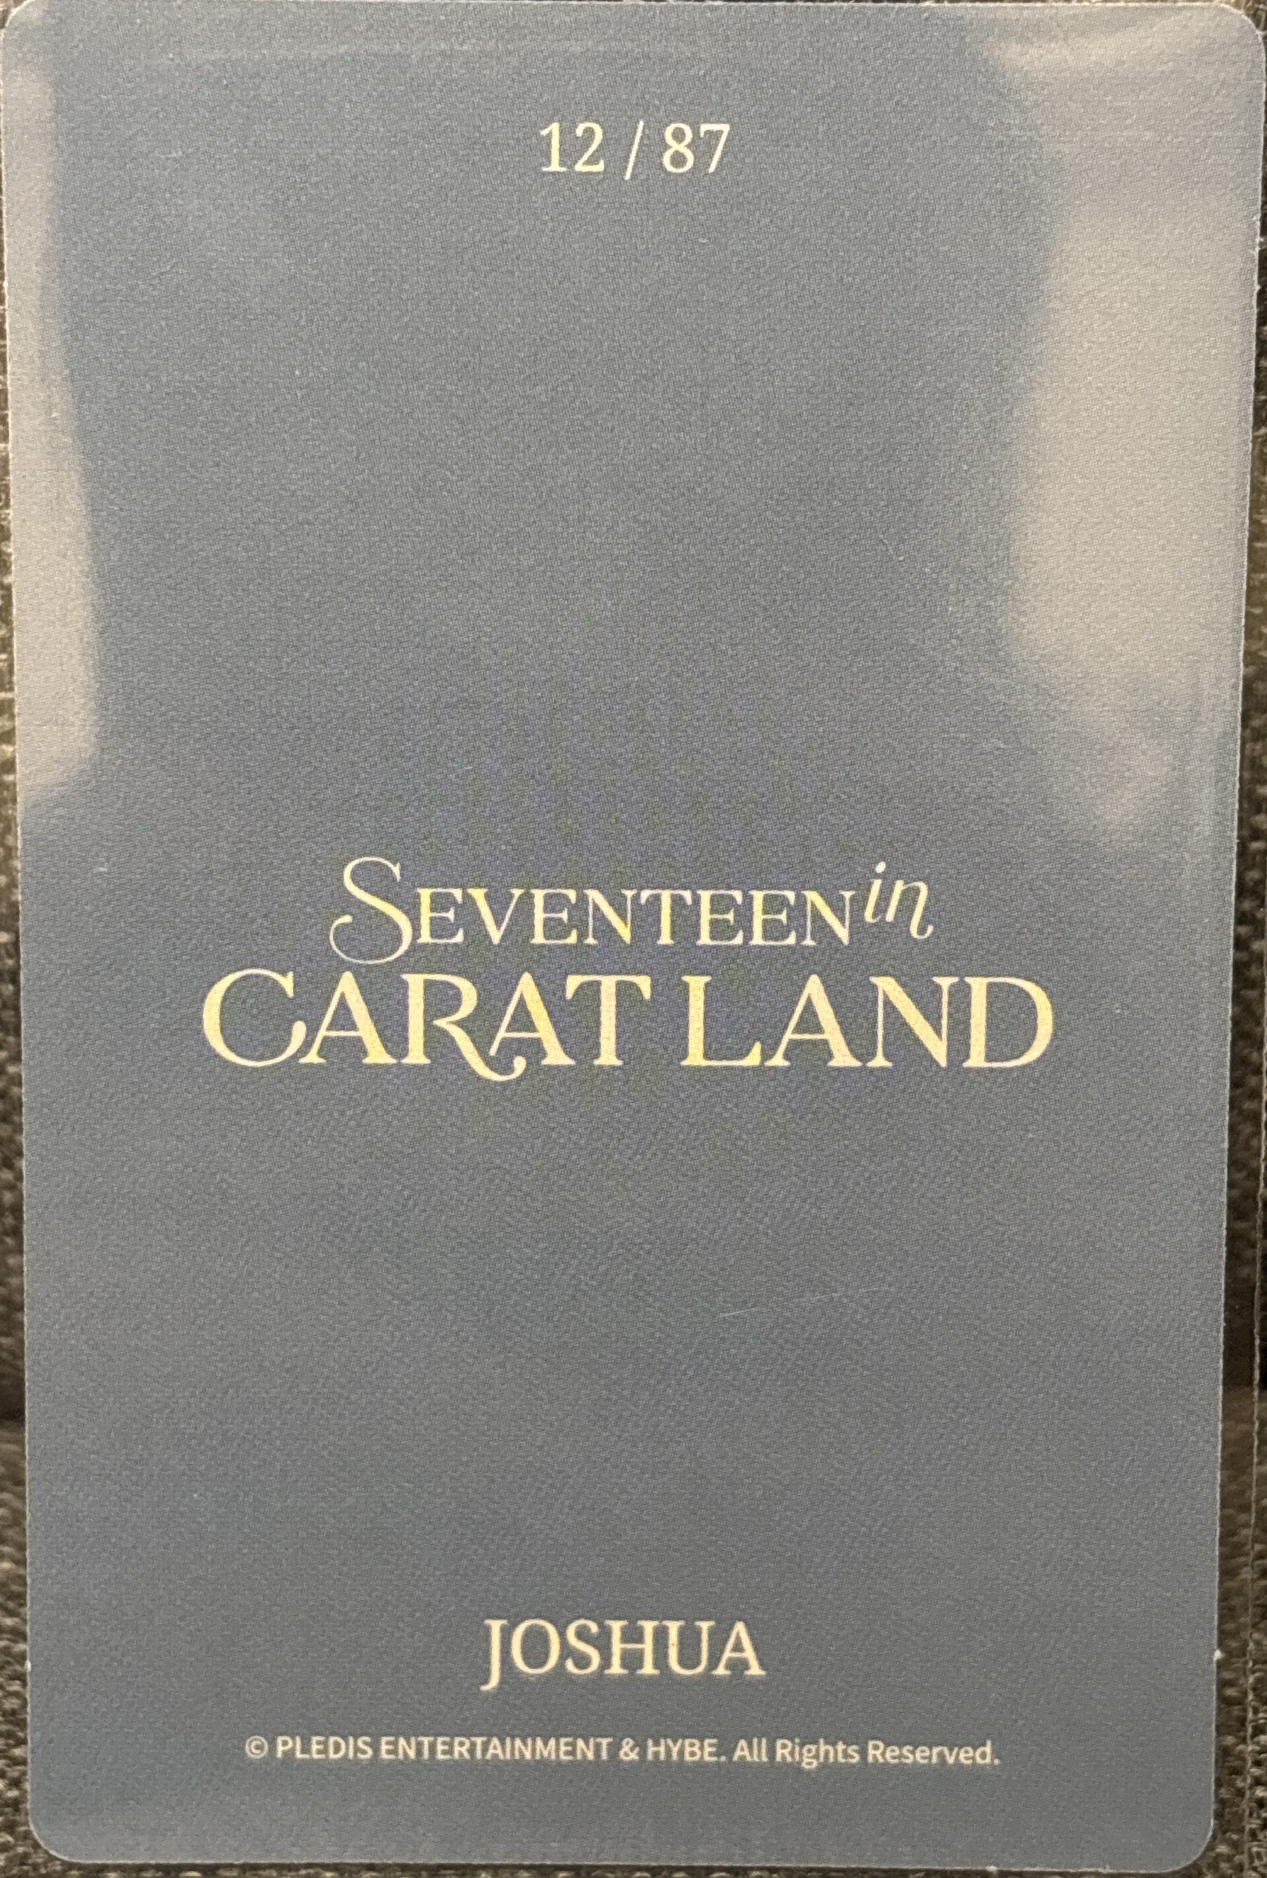 12 / 87
SEVENTEEN in
CARAT LAND
JOSHUA
© PLEDIS ENTERTAINMENT & HYBE. All Rights Reserved.